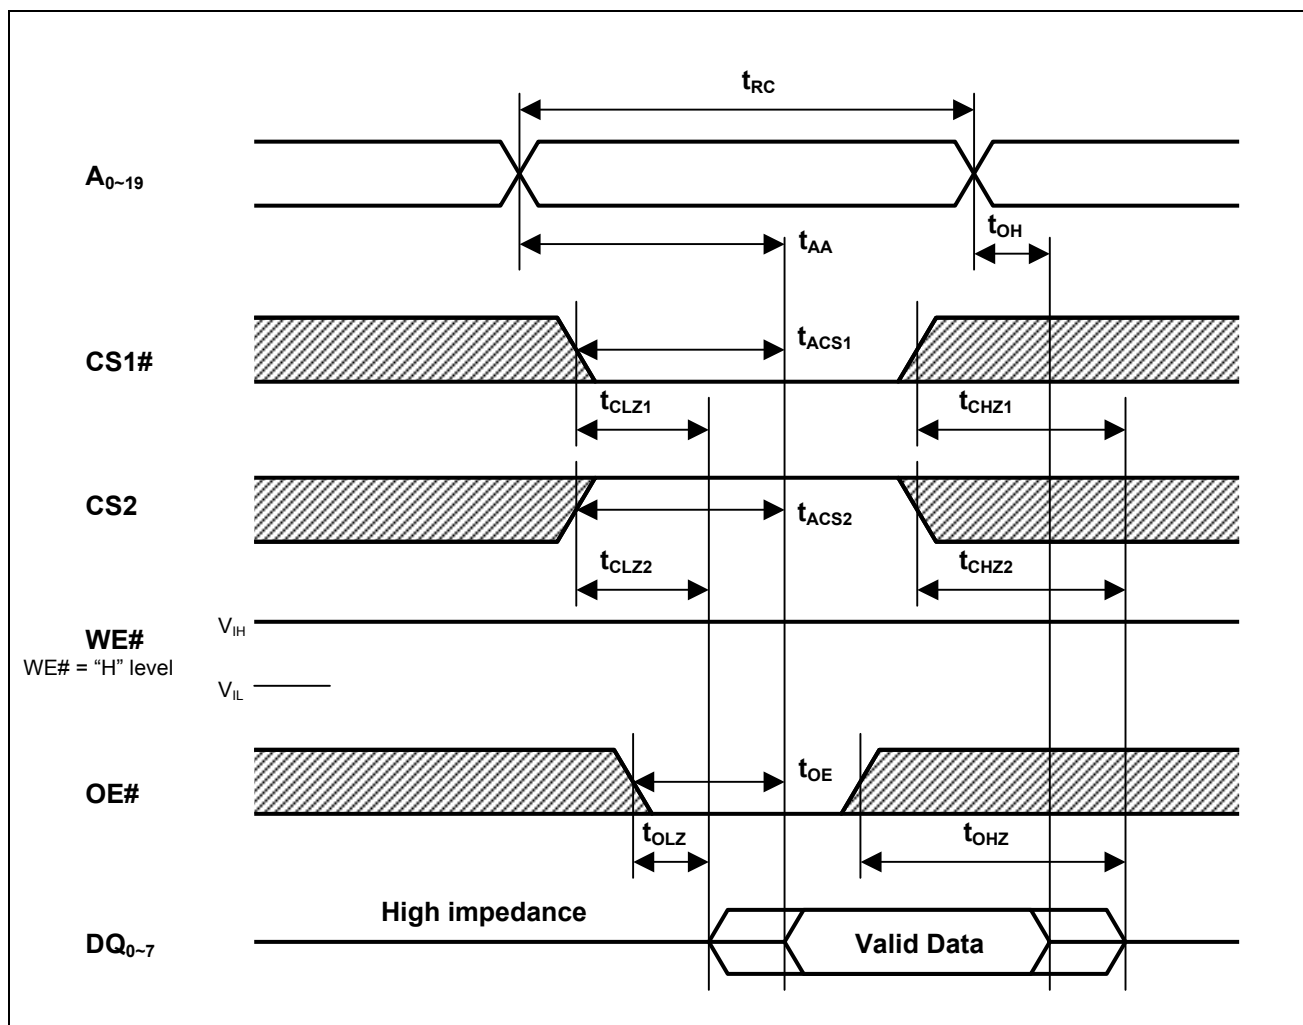 tRC
A0~19
tOH
tAA
CS1#
tACS1
tCLZ1
tCHZ1
CS2
tACS2
tCLZ2
tCHZ2
WE#
VIH
WE# = “H” level
VIL
OE#
tOE
tOLZ
tOHZ
High impedance
DQ0~7
Valid Data